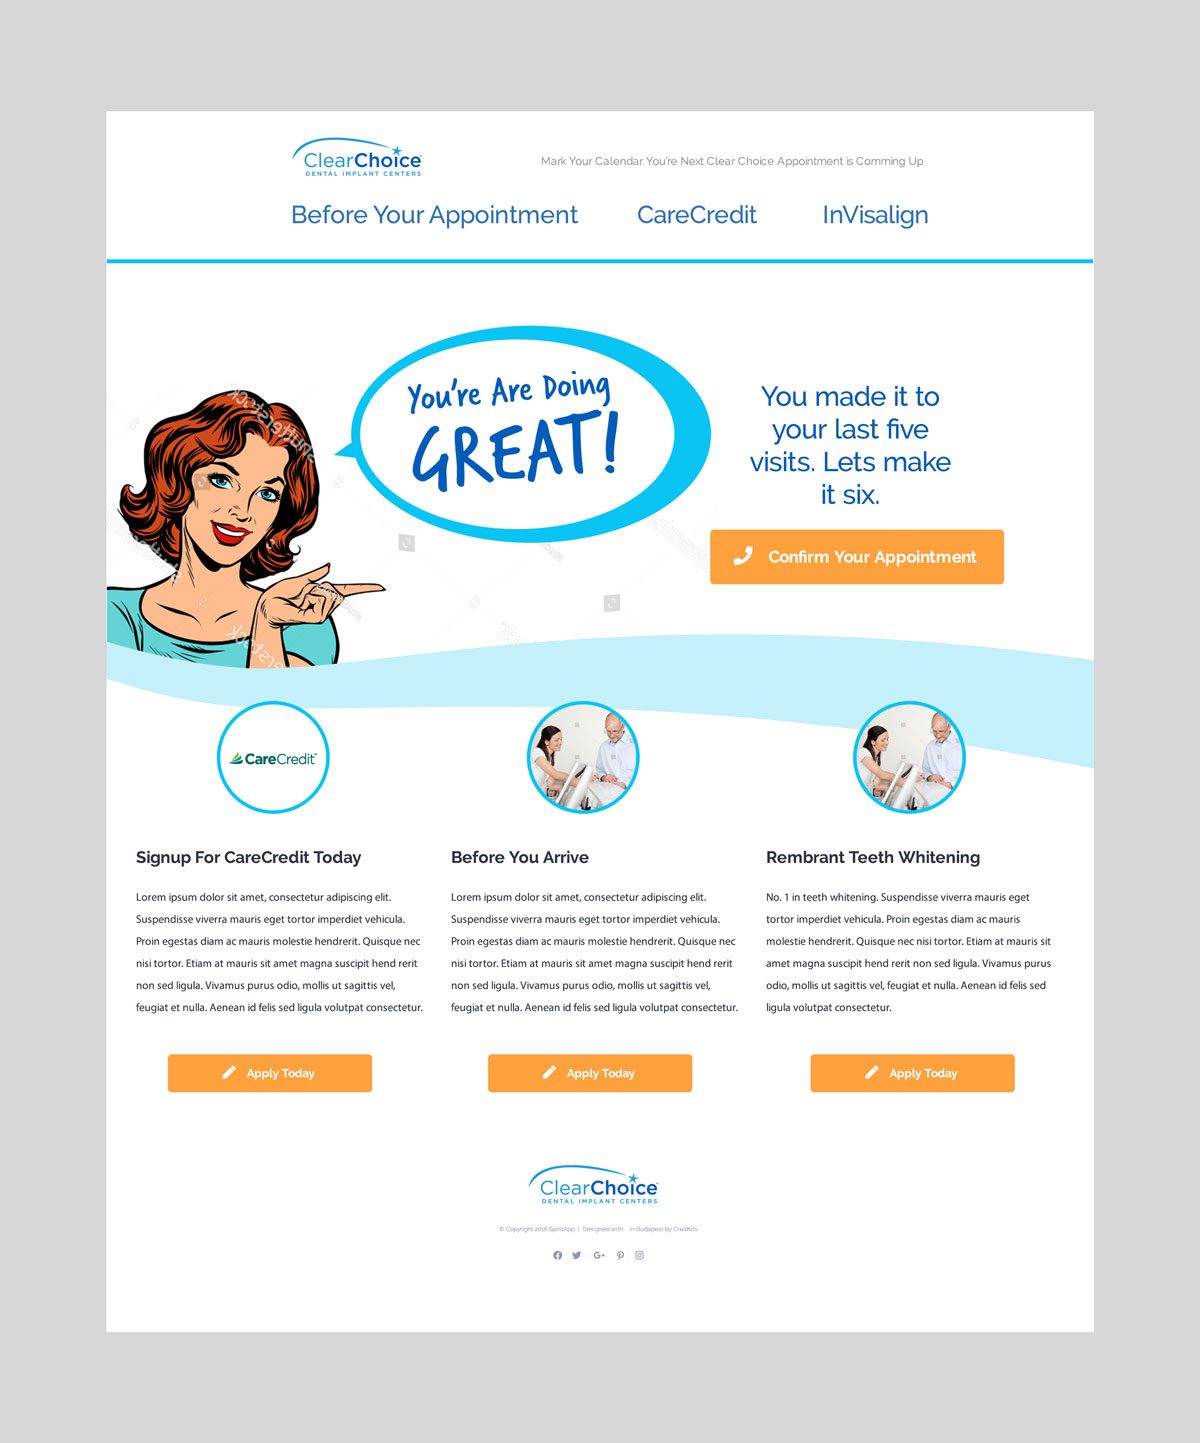 ClearChoice
DENTAL IMPLANT CENTERS
Mark Your Calendar. You're Next Clear Choice Appointment is Comming Up
Before Your Appointment
CareCredit
InVisalign
You're Are Doing
GREAT!
You made it to
your last five
visits. Lets make
it six.
Confirm Your Appointment
CareCredit
Signup For CareCredit Today
Lorem ipsum dolor sit amet, consectetur adipiscing elit.
Suspendisse viverra mauris eget tortor imperdiet vehicula.
Proin egestas diam ac mauris molestie hendrerit. Quisque nec
nisi tortor. Etiam at mauris sit amet magna suscipit hend rerit
non sed ligula. Vivamus purus odio, mollis ut sagittis vel,
feugiat et nulla. Aenean id felis sed ligula volutpat consectetur.
Apply Today
Before You Arrive
Lorem ipsum dolor sit amet, consectetur adipiscing elit.
Suspendisse viverra mauris eget tortor imperdiet vehicula.
Proin egestas diam ac mauris molestie hendrerit. Quisque nec
nisi tortor. Etiam at mauris sit amet magna suscipit hend rerit
non sed ligula. Vivamus purus odio, mollis ut sagittis vel,
feugiat et nulla. Aenean id felis sed ligula volutpat consectetur.
Apply Today
Rembrant Teeth Whitening
No. 1 in teeth whitening. Suspendisse viverra mauris eget
tortor imperdiet vehicula. Proin egestas diam ac mauris
molestie hendrerit. Quisque nec nisi tortor. Etiam at mauris sit
amet magna suscipit hend rerit non sed ligula. Vivamus purus
odio, mollis ut sagittis vel, feugiat et nulla. Aenean id felis sed
ligula volutpat consectetur.
Apply Today
ClearChoice
DENTAL IMPLANT CENTERS
© Copyright 2016 SpiritApp | Designed with in Budapest by CreaKits